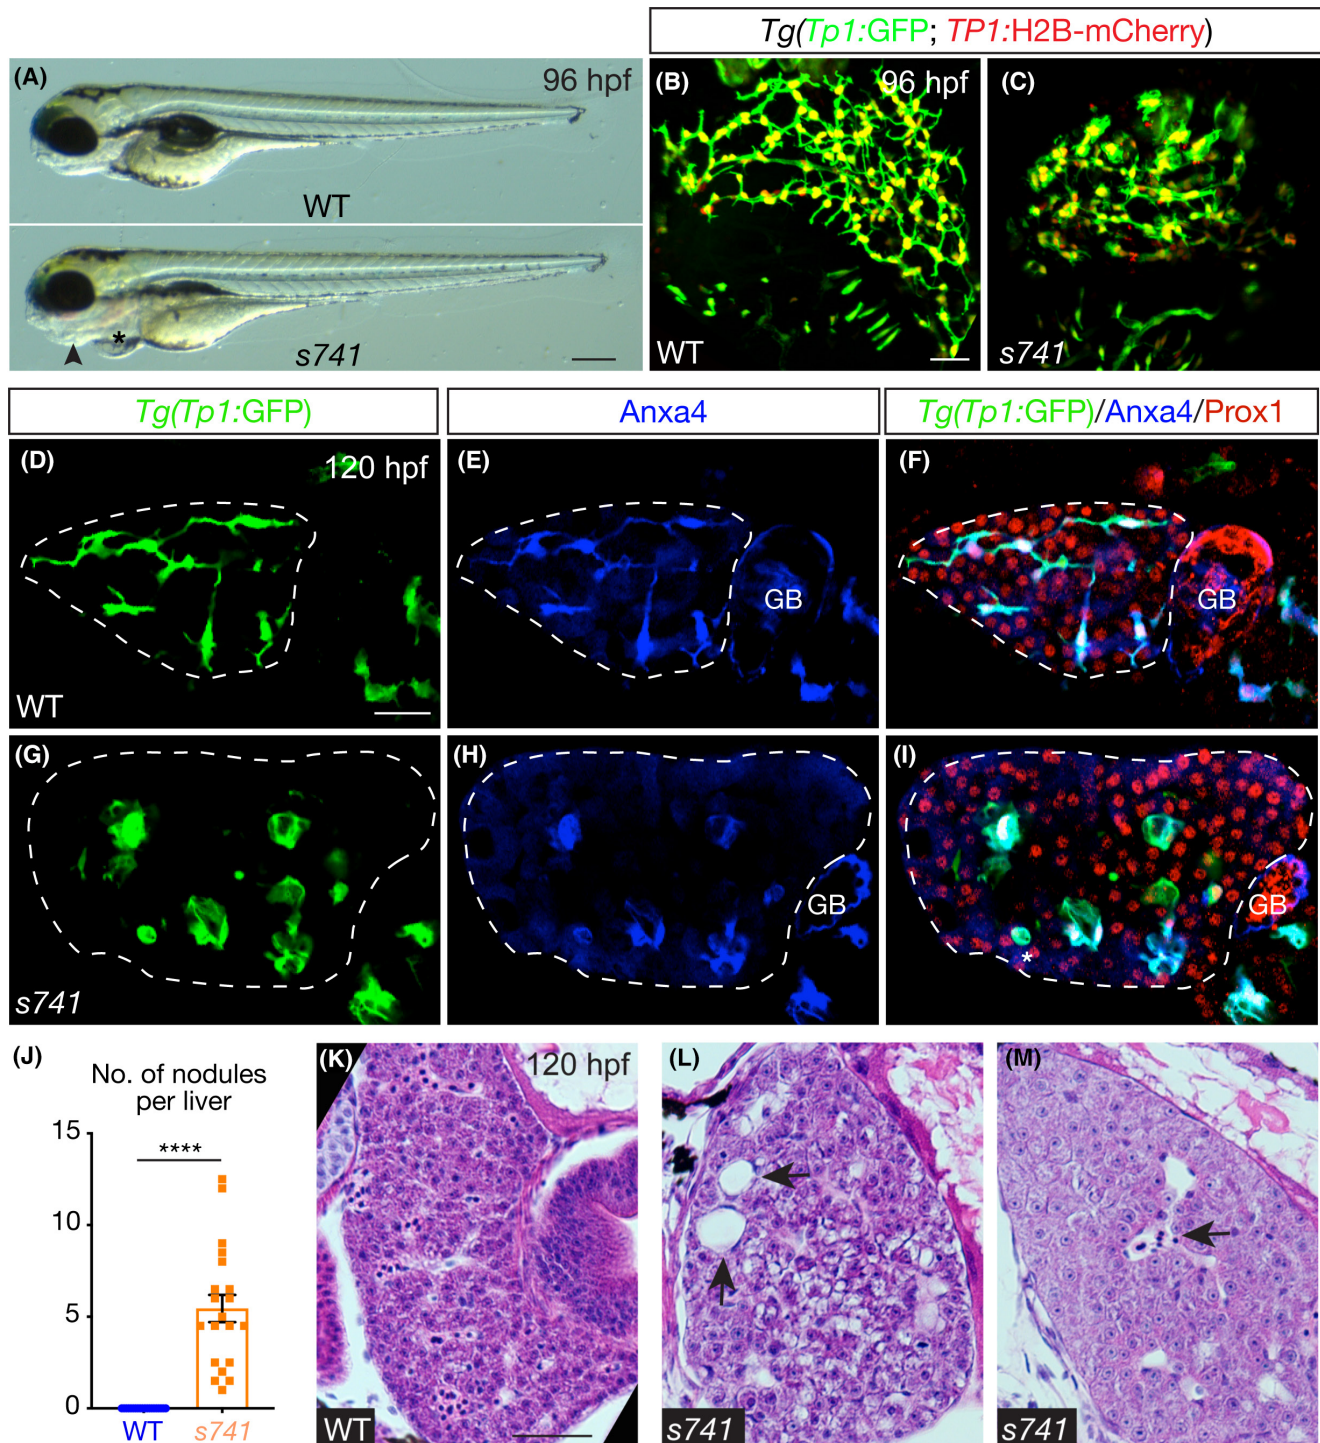 Tg(Tp1:GFP; TP1:H2B-mCherry)
(A)
96 hpf
WT
*
s741
(B)
96 hpf
WT
(C)
s741
Tg(Tp1:GFP)
Anxa4
Tg(Tp1:GFP)/Anxa4/Prox1
(D)
120 hpf
WT
(E)
GB
(F)
GB
(G)
s741
(H)
GB
(I)
GB
*
(J)
No. of nodules
per liver
15
****
10
5
0
WT
s741
(K)
120 hpf
WT
(L)
s741
(M)
s741